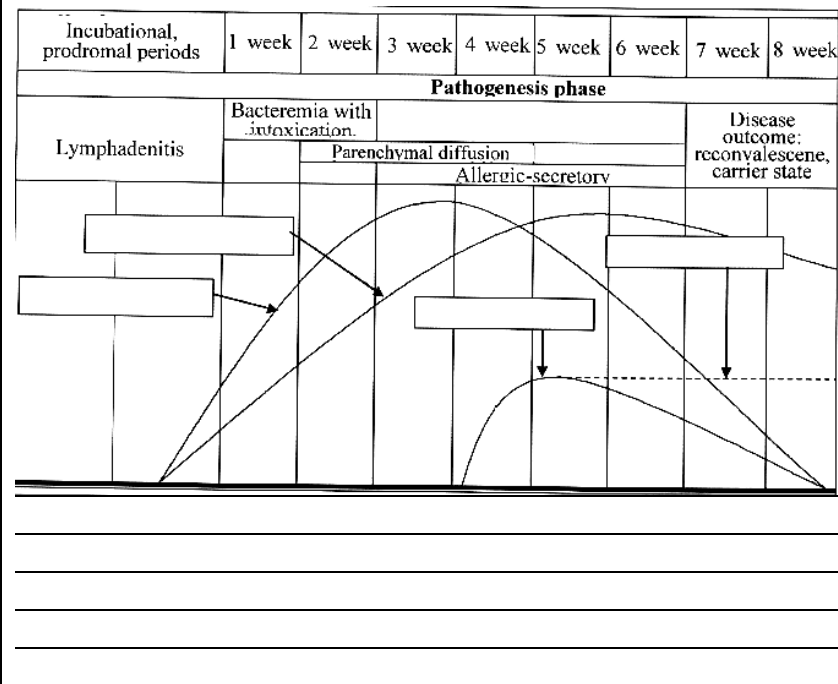 Incubational,
prodromal periods
1 week
2 week
3 week
4 week
5 week
6 week
7 week
8 week
Pathogenesis phase
Lymphadenitis
Bacteremia with
intoxication.
Parenchymal diffusion
Allergic-secretory
Disease
outcome:
reconvalescene,
carrier state